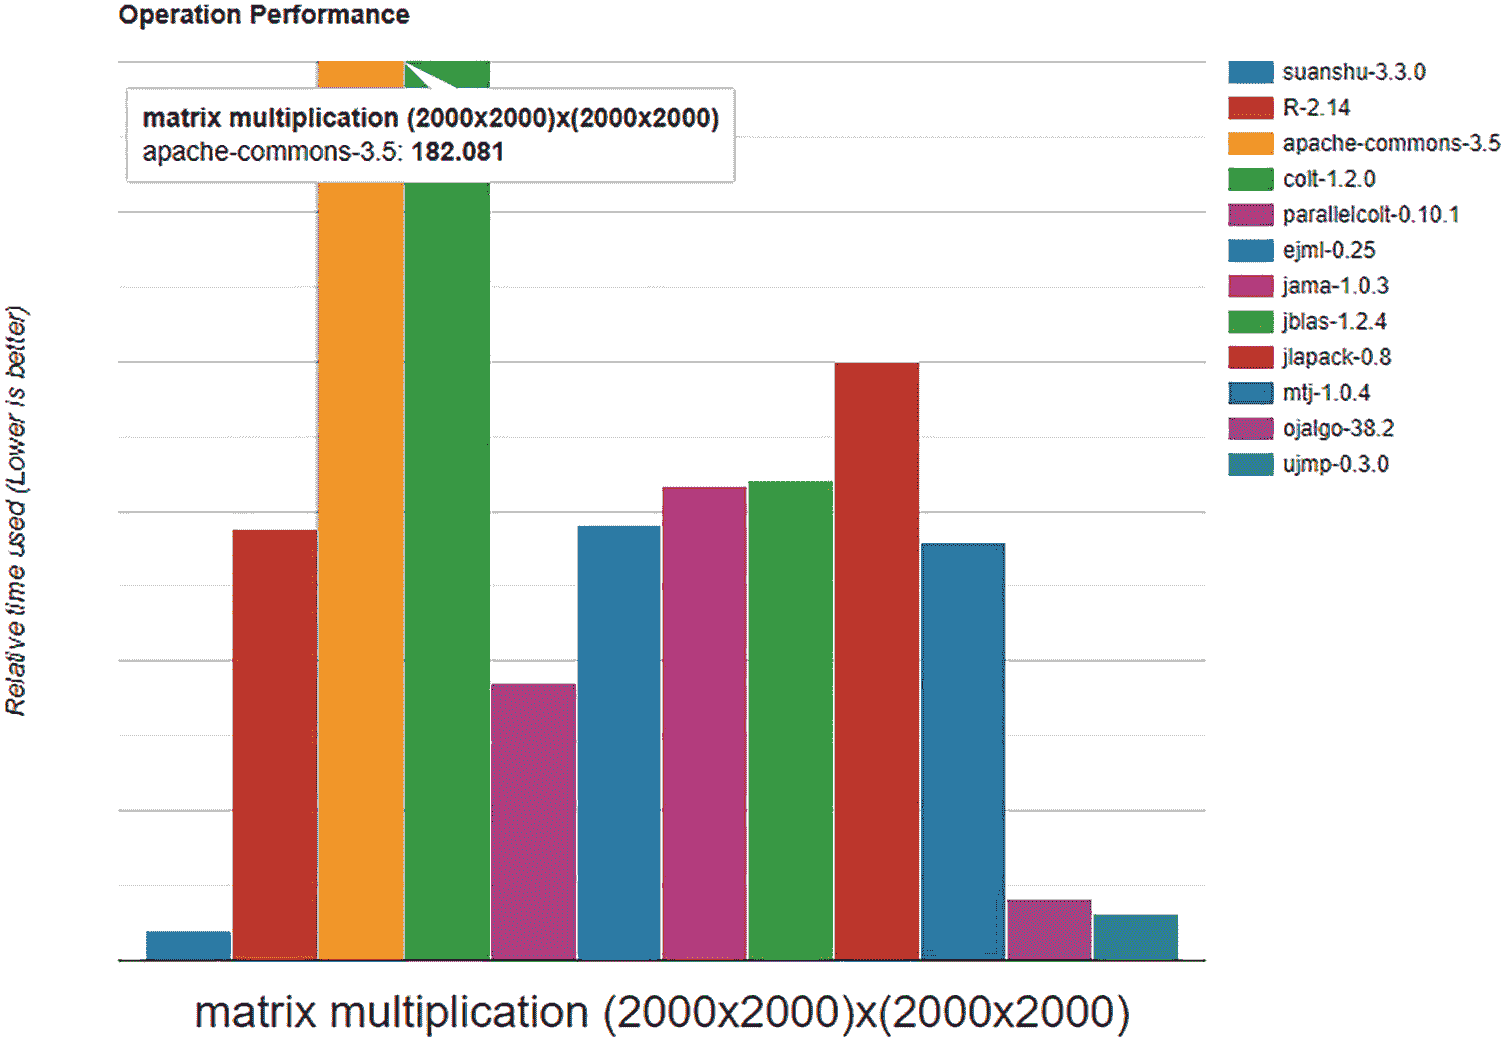 Operation Performance
matrix multiplication (2000x2000)x(2000x2000)
apache-commons-3.5: 182.081
Relative time used (Lower is better)
matrix multiplication (2000x2000)x(2000x2000)
suanshu-3.3.0
R-2.14
apache-commons-3.5
colt-1.2.0
parallelcolt-0.10.1
ejml-0.25
jama-1.0.3
jblas-1.2.4
jlapack-0.8
mtj-1.0.4
ojalgo-38.2
ujmp-0.3.0